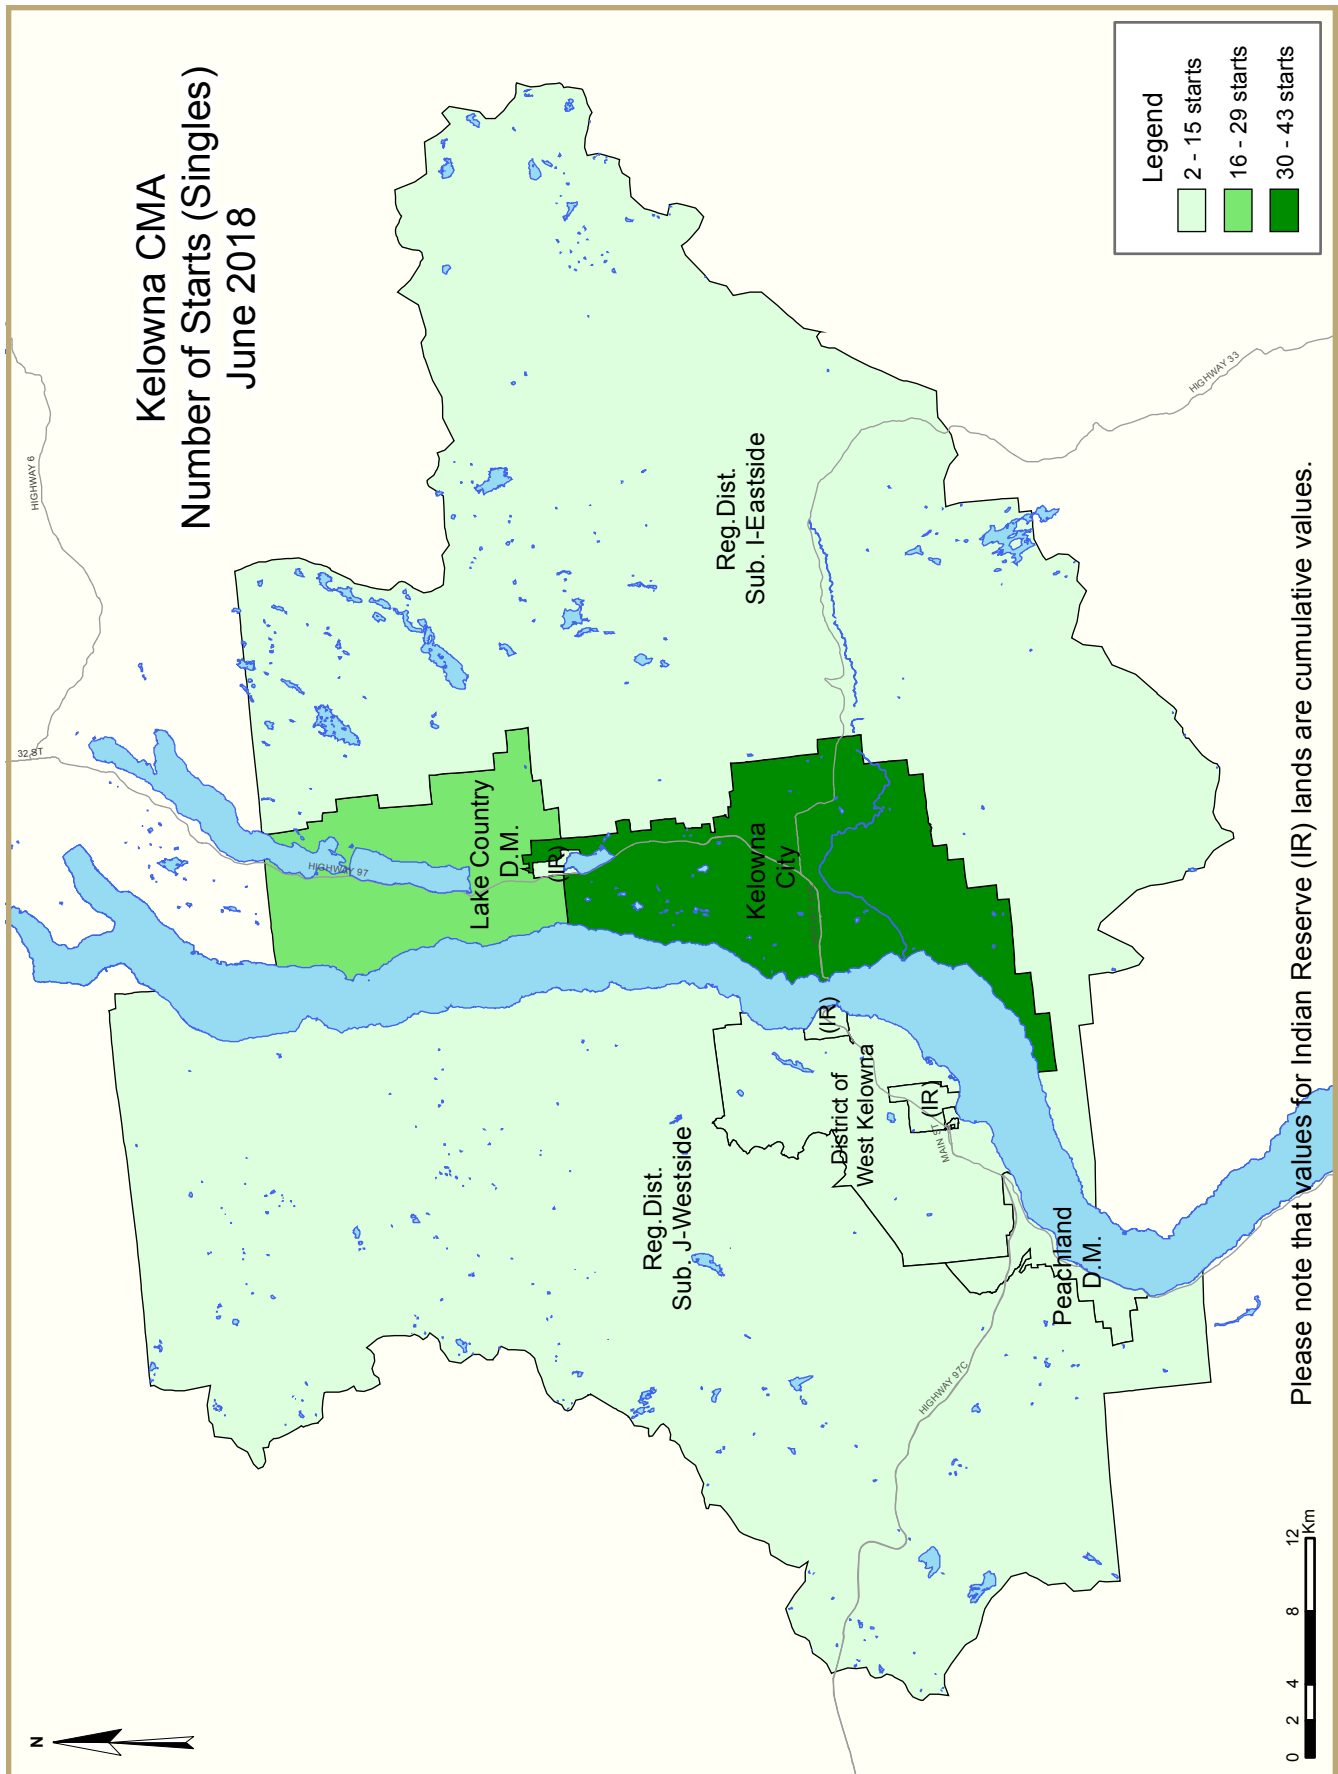 Kelowna CMA
Number of Starts (Singles)
June 2018
N
HIGHWAY 6
32 ST
HIGHWAY 97
Lake Country
D.M.
(IR)
Reg.Dist.
Sub. I-Eastside
Kelowna
City
HIGHWAY 33
Reg.Dist.
Sub. J-Westside
(IR)
District of
West Kelowna
(IR)
MAIN ST
Peachland
D.M.
HIGHWAY 97C
Legend
2 - 15 starts
16 - 29 starts
30 - 43 starts
0 2 4 8 12
Km
Please note that values for Indian Reserve (IR) lands are cumulative values.